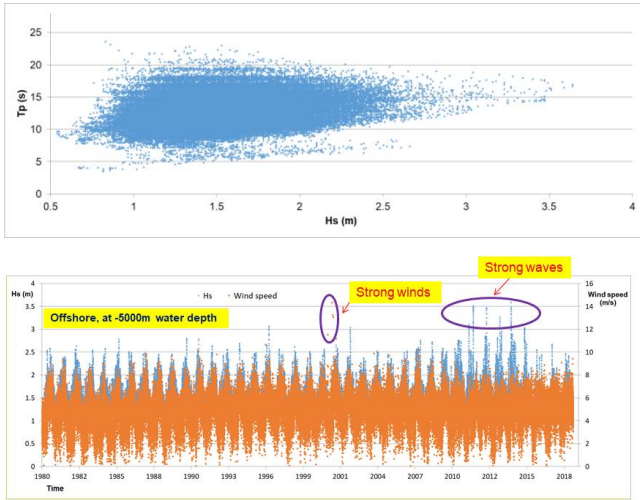 25
20
15
10
5
0
Tp (s)
0.5 1 1.5 2 2.5 3 3.5 4
Hs (m)
Strong waves
4 16
Hs (m) Hs Wind speed Wind speed
(m/s)
Strong winds
3.5 14
Offshore, at -5000m water depth
3 12
2.5 10
2 8
1.5 6
1 4
0.5 2
0 0
1980 1982 1985 1988 1990 1993 1996 1999 2001 2004 2007 2010 2012 2015 2018
Time